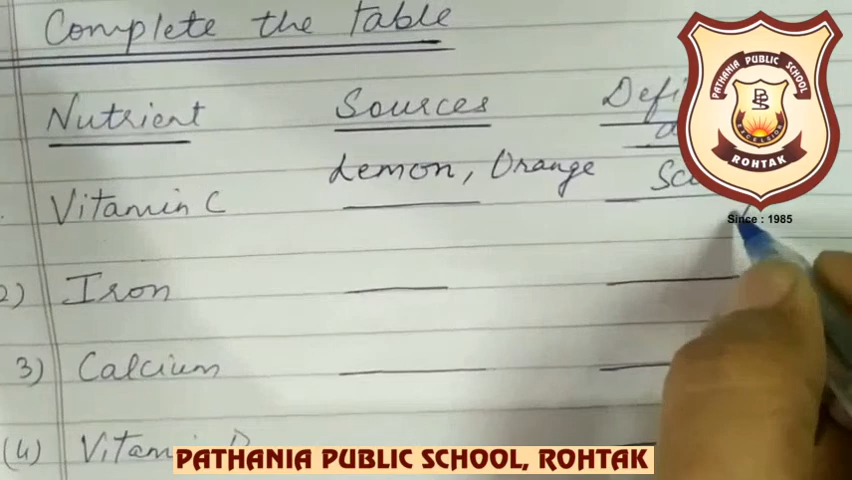 Complete the table
Nutrient Sources
Lemon, Orange
Vitamin C
2) Iron
3) Calcium
(4)
PATHANIA PUBLIC SCHOOL
EXCELSIOR
ROHTAK
Since : 1985
PATHANIA PUBLIC SCHOOL, ROHTAK